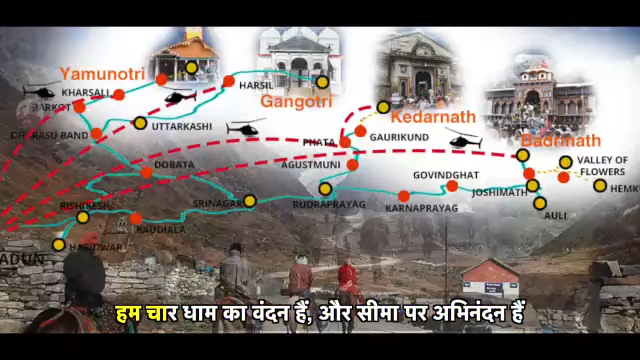 Yamunotri
KHARSALI
BARKOT
HARSIL
Gangotri
Kedarnath
Badrinath
UTTARKASHI
DHARASU BAND
PHATA
GAURIKUND
DOBATA
AGUSTMUNI
GOVINDGHAT
VALLEY OF
FLOWERS
HEMK
JOSHIMATH
AULI
RISHIKESH
SRINAGAR
RUDRAPRAYAG
KARNAPRAYAG
KAUDIALA
HARIDWAR
ADUN
हम चार धाम का वंदन हैं, और सीमा पर अभिनंदन हैं